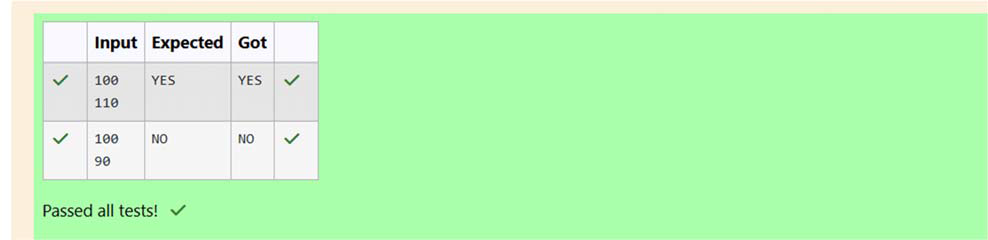 Input Expected Got
100 YES YES
110
100 NO NO
90
Passed all tests!